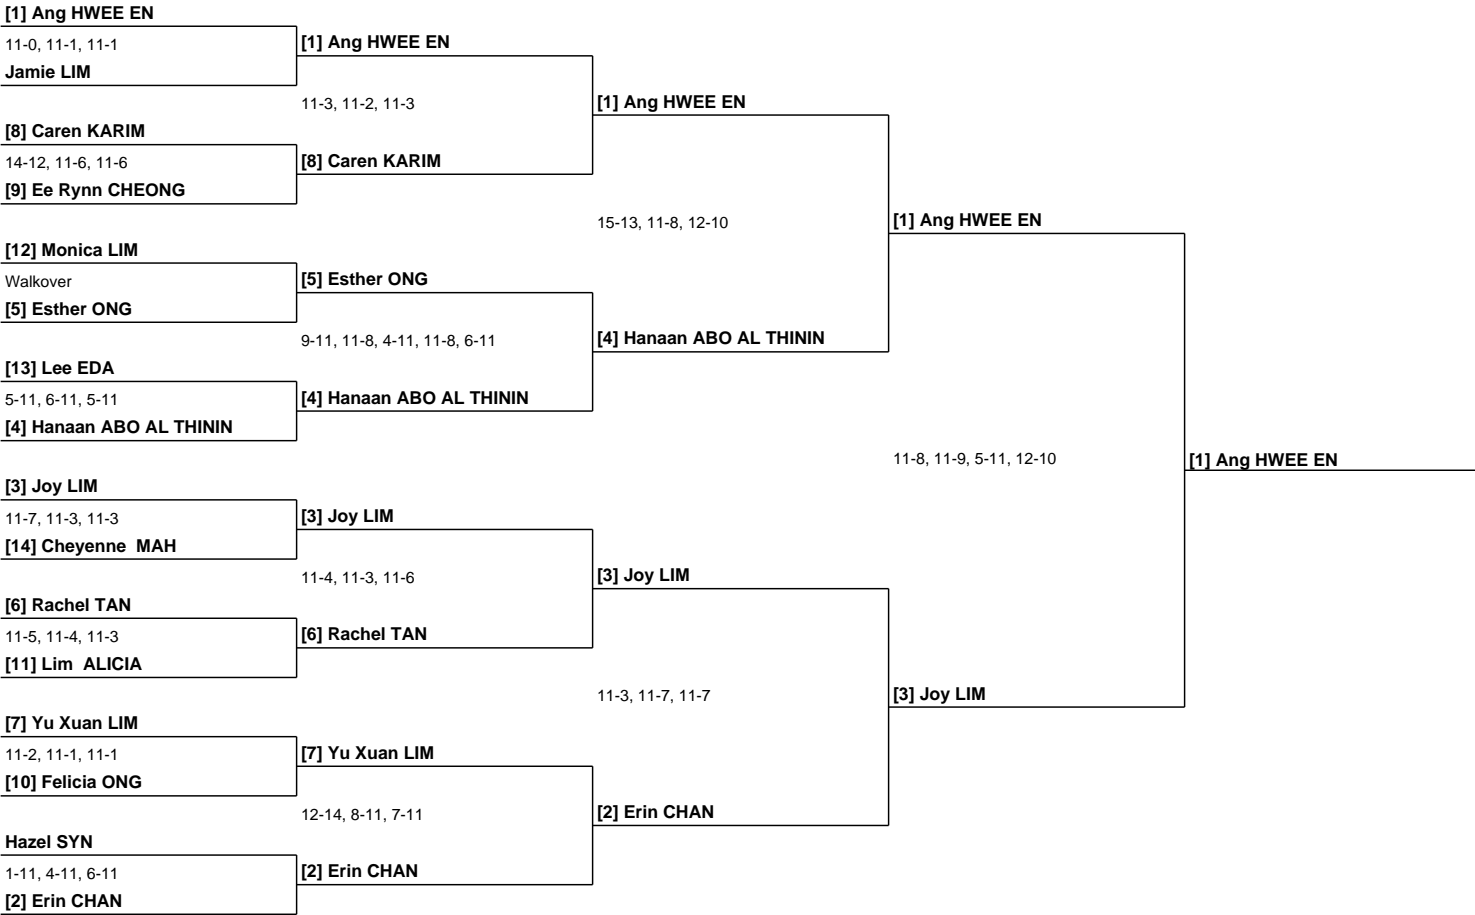 [1] Ang HWEE EN
11-0, 11-1, 11-1
Jamie LIM
[8] Caren KARIM
14-12, 11-6, 11-6
[9] Ee Rynn CHEONG
[12] Monica LIM
Walkover
[5] Esther ONG
[13] Lee EDA
5-11, 6-11, 5-11
[4] Hanaan ABO AL THININ
[3] Joy LIM
11-7, 11-3, 11-3
[14] Cheyenne  MAH
[6] Rachel TAN
11-5, 11-4, 11-3
[11] Lim  ALICIA
[7] Yu Xuan LIM
11-2, 11-1, 11-1
[10] Felicia ONG
Hazel SYN
1-11, 4-11, 6-11
[2] Erin CHAN
[1] Ang HWEE EN
11-3, 11-2, 11-3
[8] Caren KARIM
[5] Esther ONG
9-11, 11-8, 4-11, 11-8, 6-11
[4] Hanaan ABO AL THININ
[3] Joy LIM
11-4, 11-3, 11-6
[6] Rachel TAN
[7] Yu Xuan LIM
12-14, 8-11, 7-11
[2] Erin CHAN
[1] Ang HWEE EN
15-13, 11-8, 12-10
[4] Hanaan ABO AL THININ
[3] Joy LIM
11-3, 11-7, 11-7
[2] Erin CHAN
[1] Ang HWEE EN
11-8, 11-9, 5-11, 12-10
[3] Joy LIM
[1] Ang HWEE EN